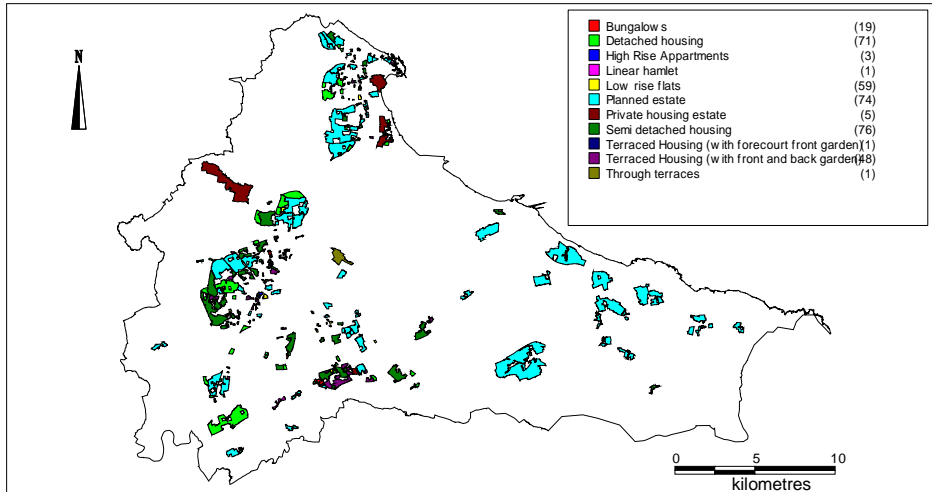 Bungalows (19)
Detached housing (71)
N
High Rise Appartments (3)
Linear hamlet (1)
Low rise flats (59)
Planned estate (74)
Private housing estate (5)
Semi detached housing (76)
Terraced Housing (with forecourt front garden) (1)
Terraced Housing (with front and back garden) (48)
Through terraces (1)
0 5 10
kilometres